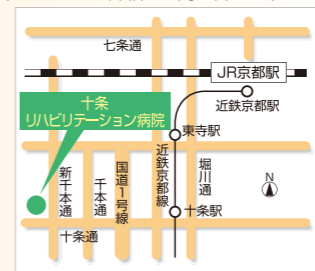 七条通
JR京都駅
近鉄京都駅
十条
リハビリテーション病院
東寺駅
新千本通
千本通
国道1号線
近鉄京都線
堀川通
N
十条駅
十条通